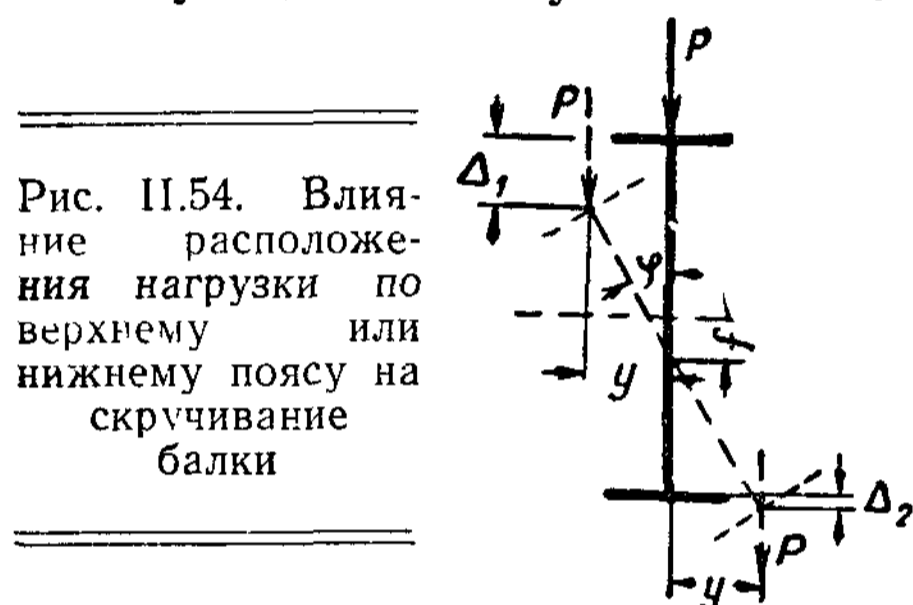 Рис. II.54. Влия-
ние расположе-
ния нагрузки по
верхнему или
нижнему поясу на
скручивание
балки
P
P
Δ₁
φ
f
y
Δ₂
P
y